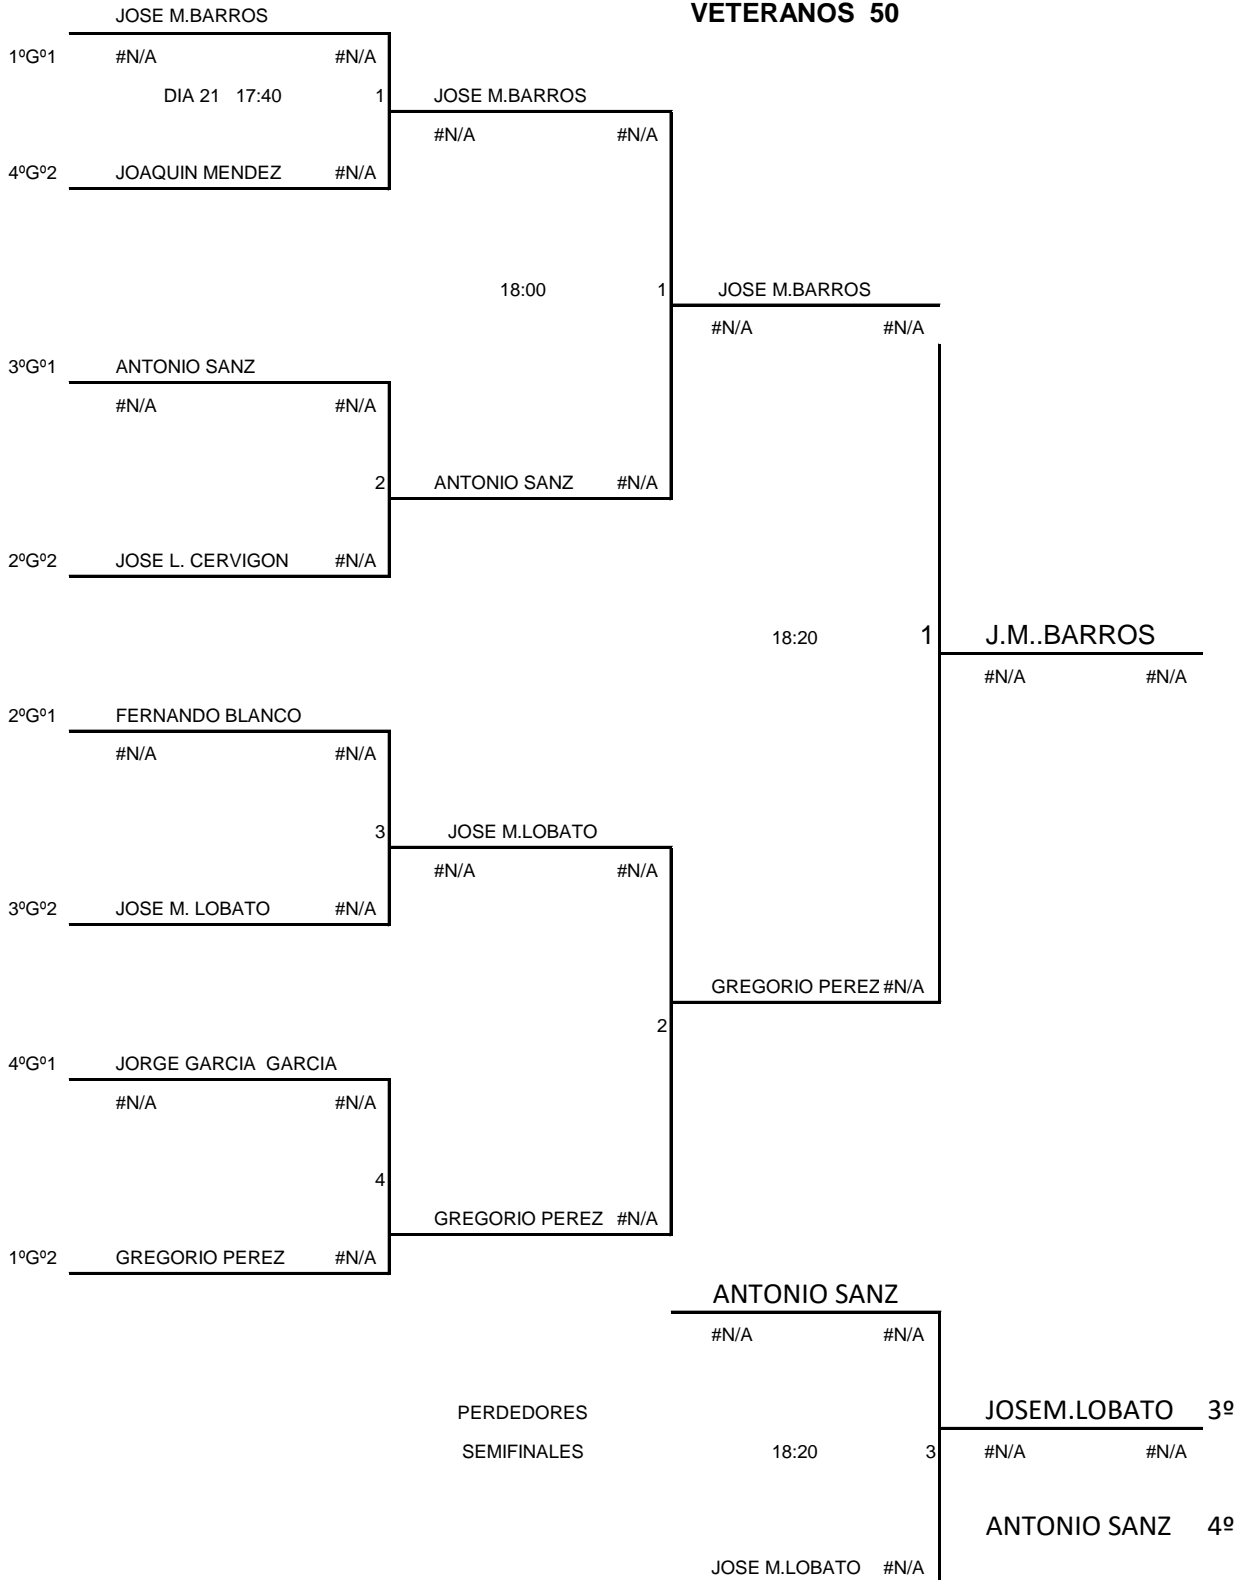 JOSE M.BARROS VETERANOS 50
1ºGº1 #N/A #N/A
DIA 21 17:40 1 JOSE M.BARROS
#N/A #N/A
4ºGº2 JOAQUIN MENDEZ #N/A
18:00 1 JOSE M.BARROS
#N/A #N/A
3ºGº1 ANTONIO SANZ
#N/A #N/A
2 ANTONIO SANZ #N/A
2ºGº2 JOSE L. CERVIGON #N/A
18:20 1 J.M..BARROS
#N/A #N/A
2ºGº1 FERNANDO BLANCO
#N/A #N/A
3 JOSE M.LOBATO
#N/A #N/A
3ºGº2 JOSE M. LOBATO #N/A
GREGORIO PEREZ #N/A
2
4ºGº1 JORGE GARCIA GARCIA
#N/A #N/A
4
GREGORIO PEREZ #N/A
1ºGº2 GREGORIO PEREZ #N/A
ANTONIO SANZ
#N/A #N/A
PERDEDORES JOSEM.LOBATO 3º
SEMIFINALES 18:20 3 #N/A #N/A
ANTONIO SANZ 4º
JOSE M.LOBATO #N/A